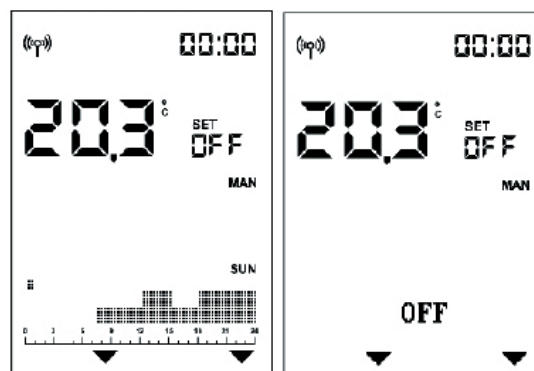 00:00
20,3 °C
SET
OFF
MAN
SUN
0 3 6 9 12 15 18 21 24
00:00
20,3 °C
SET
OFF
MAN
OFF